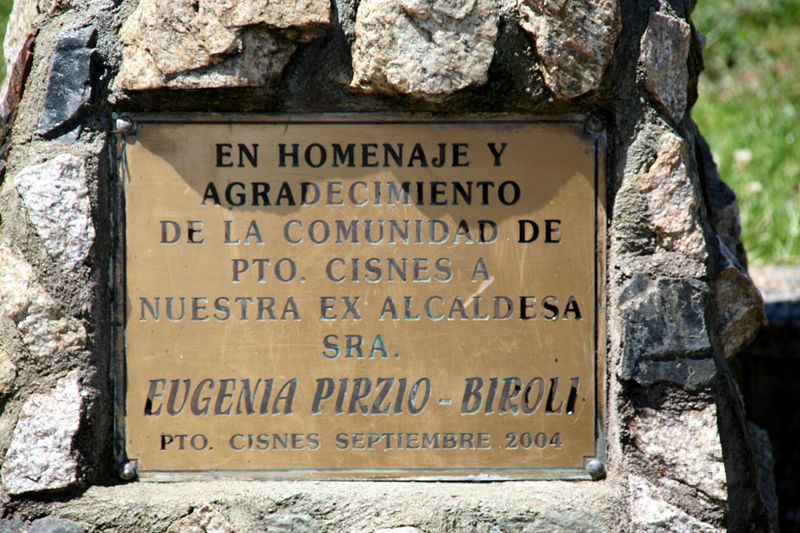 EN HOMENAJE Y
AGRADECIMIENTO
DE LA COMUNIDAD DE
PTO. CISNES A
NUESTRA EX ALCALDESA
SRA.
EUGENIA PIRZIO - BIROLI
PTO. CISNES SEPTIEMBRE 2004